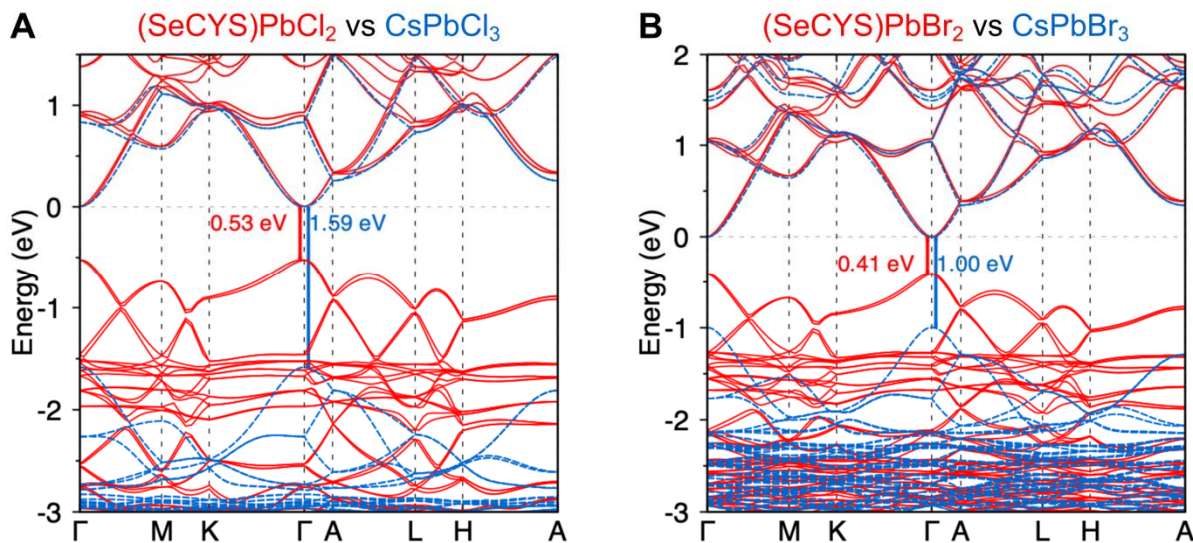 A
(SeCYS)PbCl₂ vs CsPbCl₃
Energy (eV)
1
0
-1
-2
-3
0.53 eV
1.59 eV
Γ M K Γ A L H A
B
(SeCYS)PbBr₂ vs CsPbBr₃
Energy (eV)
2
1
0
-1
-2
-3
0.41 eV
1.00 eV
Γ M K Γ A L H A